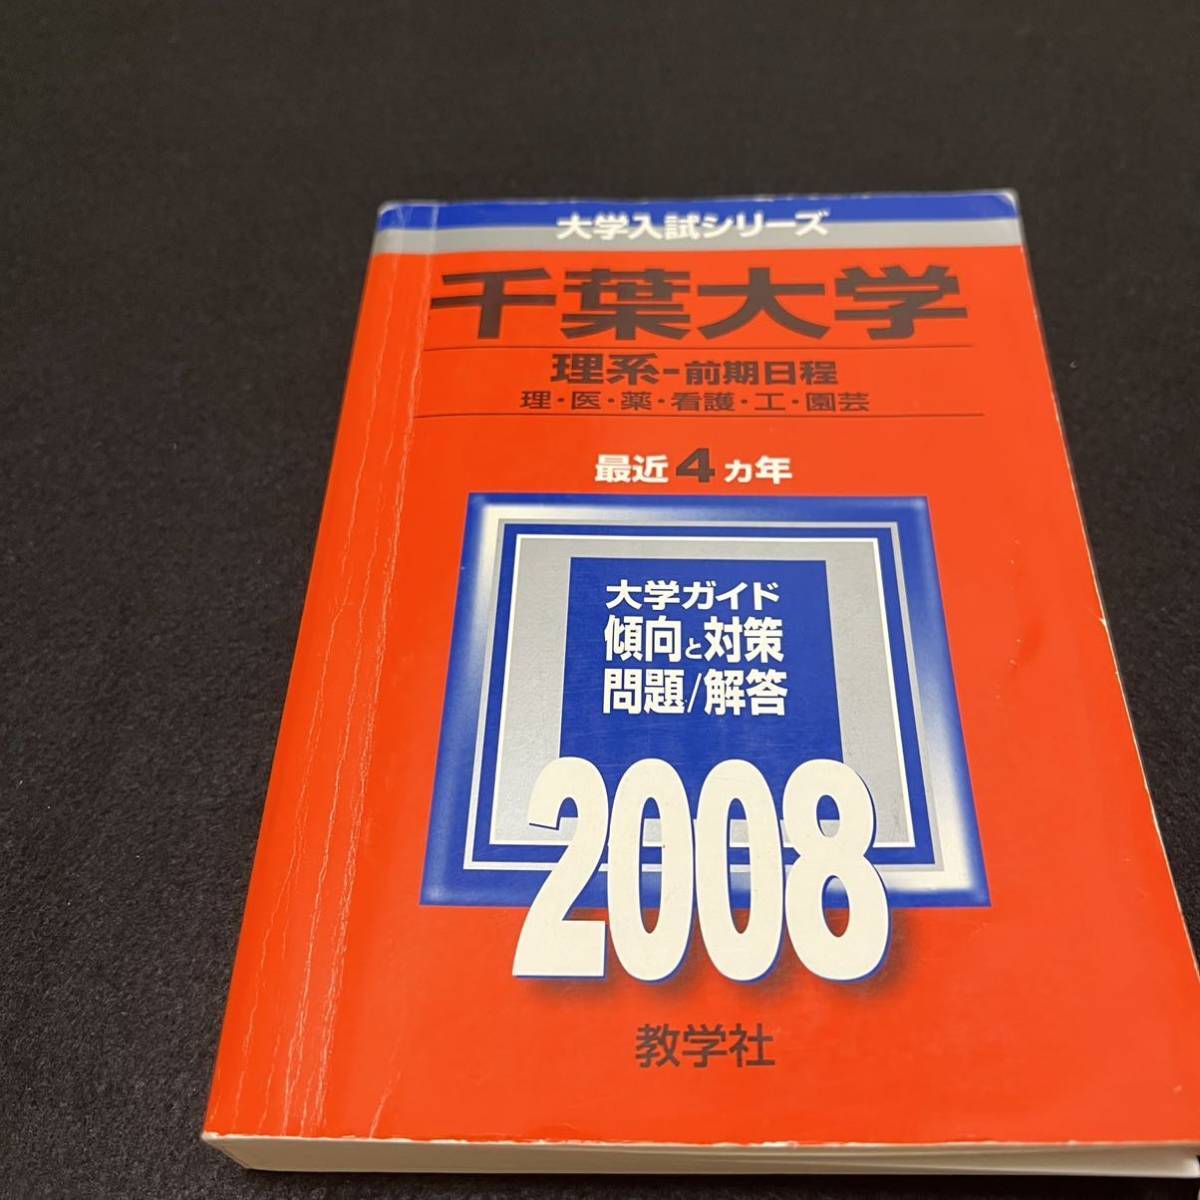 大学入試シリーズ
千葉大学
理系-前期日程
理・医・薬・看護・工・園芸
最近4カ年
大学ガイド
傾向と対策
問題/解答
2008
教学社